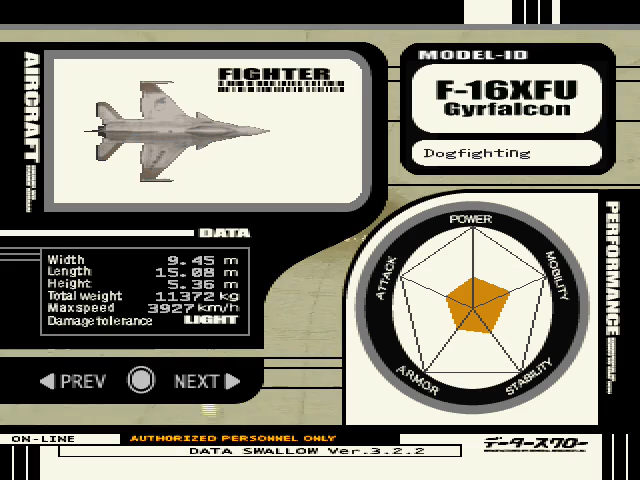 AIRCRAFT
FIGHTER
MODEL-ID
F-16XFU
Gyrfalcon
Dogfighting
DATA
Width 9.45 m
Length 15.08 m
Height 5.36 m
Total weight 11372 kg
Max speed 3927 km/h
Damage tolerance LIGHT
PREV NEXT
PERFORMANCE
POWER
MOBILITY
STABILITY
ARMOR
ATTACK
ON-LINE
AUTHORIZED PERSONNEL ONLY
DATA SWALLOW Ver.3.2.2
データースワロー